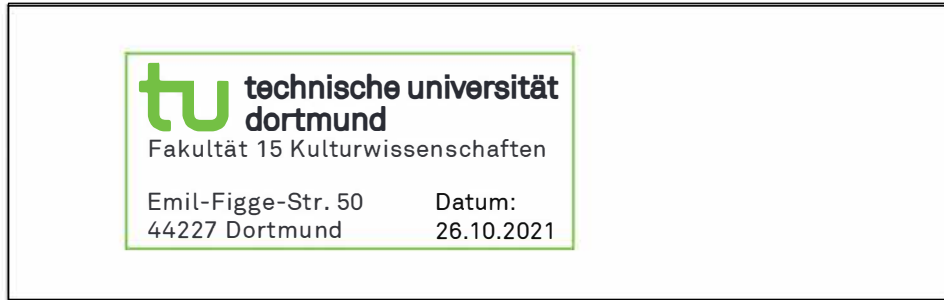 tu technische universität
dortmund
Fakultät 15 Kulturwissenschaften
Emil-Figge-Str. 50
44227 Dortmund
Datum:
26.10.2021